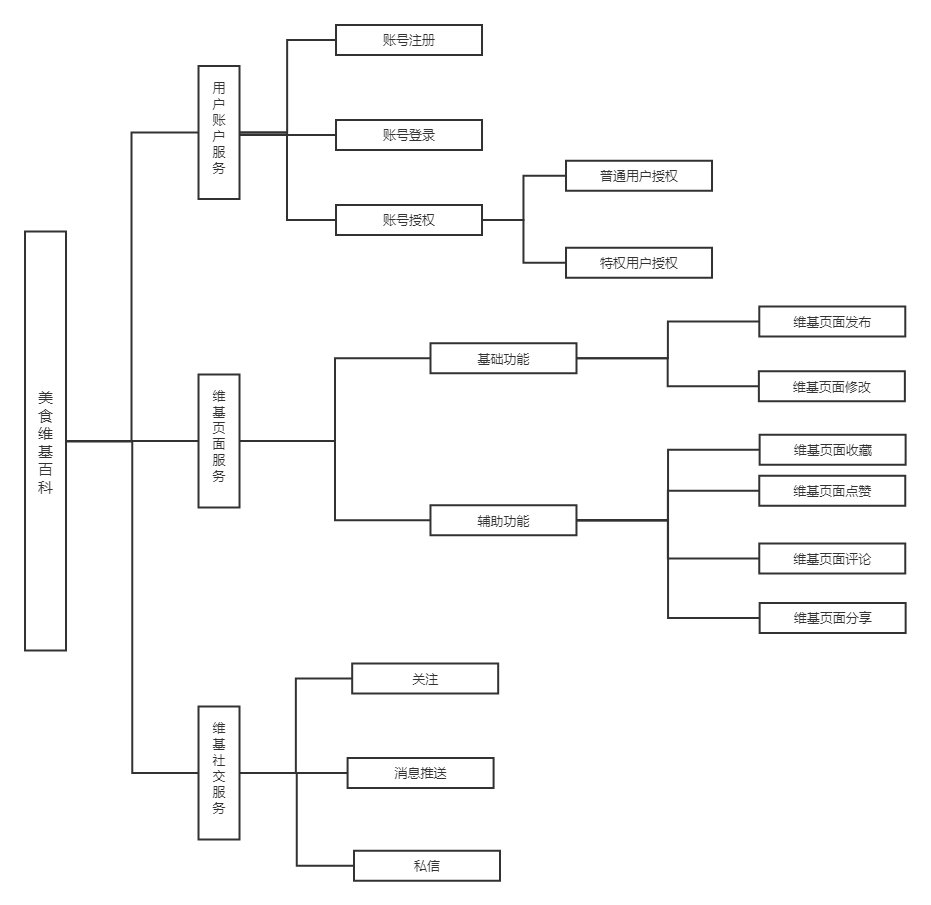 美食维基百科
用户账户服务
账号注册
账号登录
账号授权
普通用户授权
特权用户授权
维基页面服务
基础功能
维基页面发布
维基页面修改
辅助功能
维基页面收藏
维基页面点赞
维基页面评论
维基页面分享
维基社交服务
关注
消息推送
私信